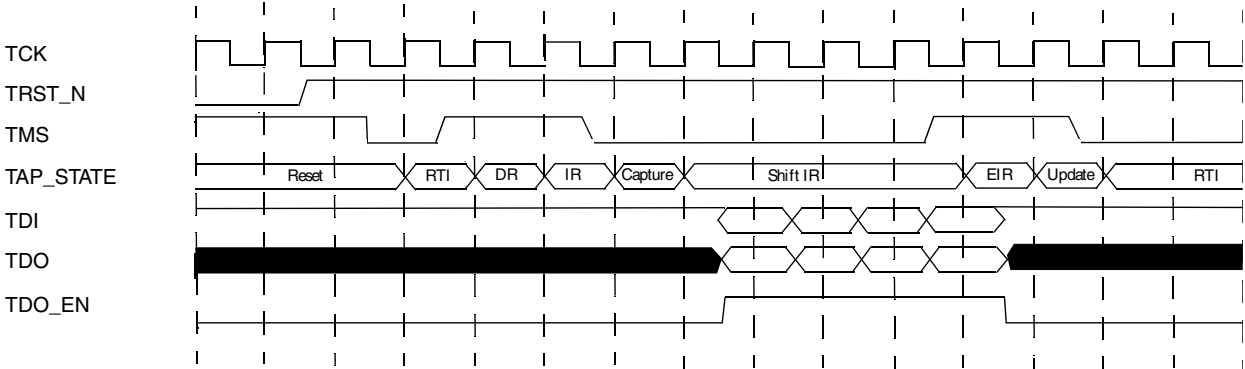 TCK
TRST_N
TMS
TAP_STATE Reset RTI DR IR Capture Shift IR EIR Update RTI
TDI
TDO
TDO_EN